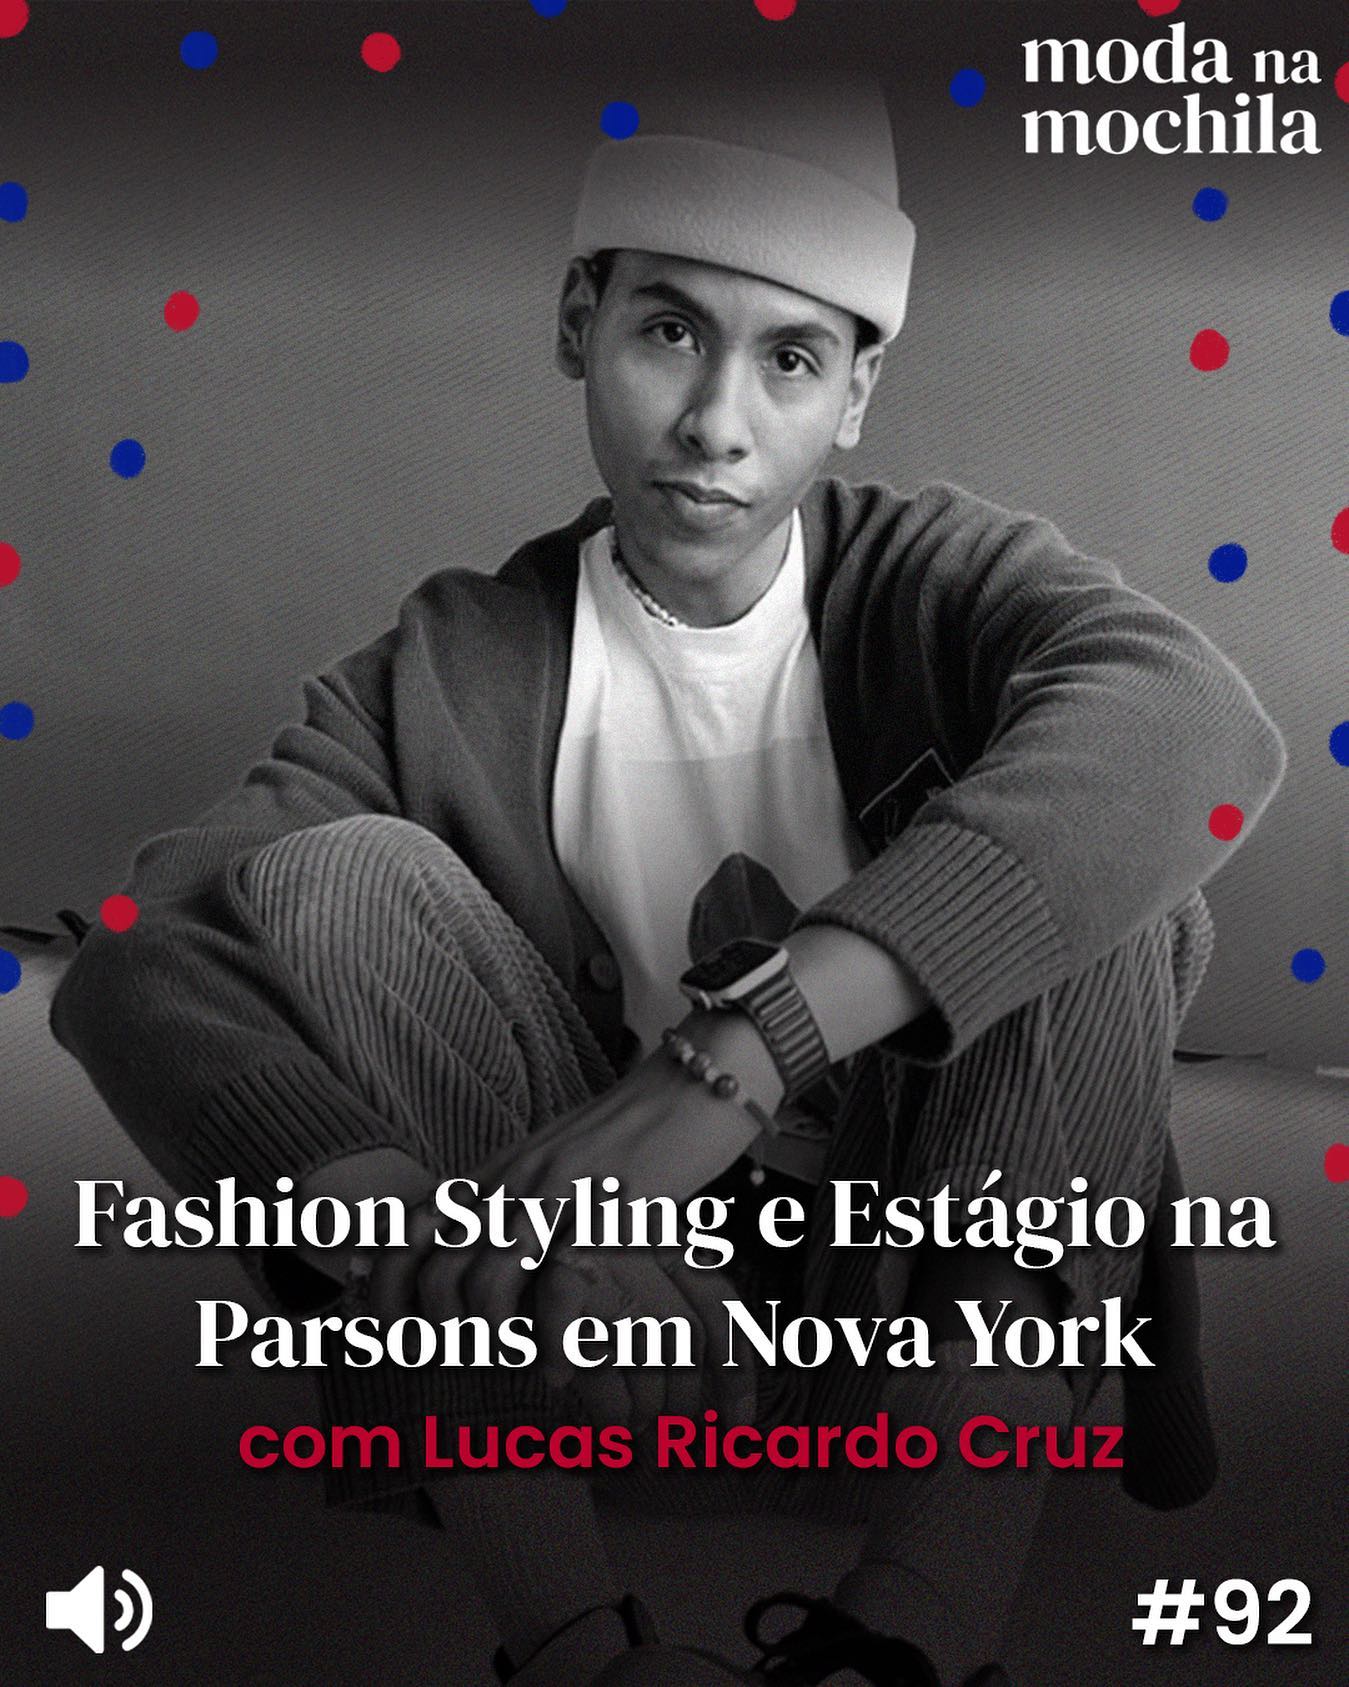 moda na
mochila
Fashion Styling e Estágio na
Parsons em Nova York
com Lucas Ricardo Cruz
#92